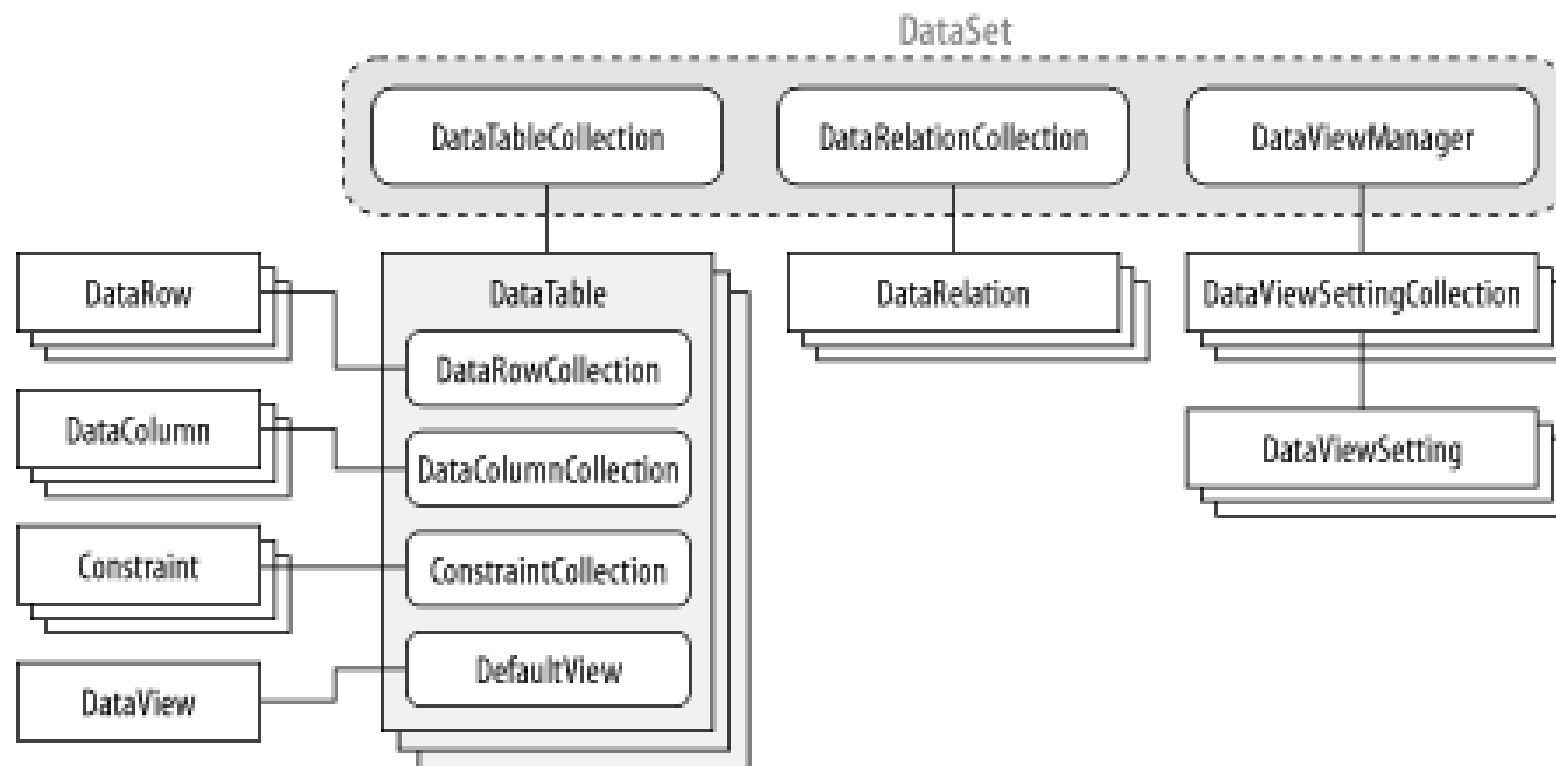 DataSet
DataTableCollection
DataRelationCollection
DataViewManager
DataRow
DataTable
DataRelation
DataViewSettingCollection
DataRowCollection
DataColumn
DataColumnCollection
DataViewSetting
Constraint
ConstraintCollection
DefaultView
DataView